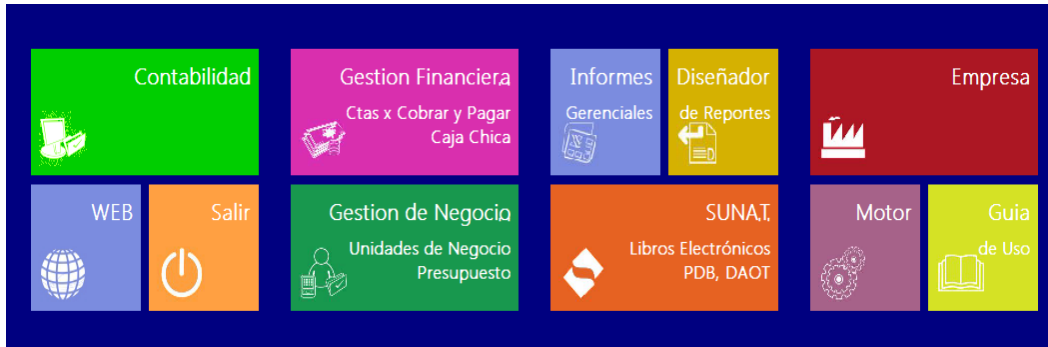 Contabilidad
Gestion Financiera
Ctas x Cobrar y Pagar
Caja Chica
Informes
Gerenciales
Diseñador
de Reportes
Empresa
WEB
Salir
Gestion de Negocio
Unidades de Negocio
Presupuesto
SUNAT,
Libros Electrónicos
PDB, DAOT
Motor
Guia
de Uso